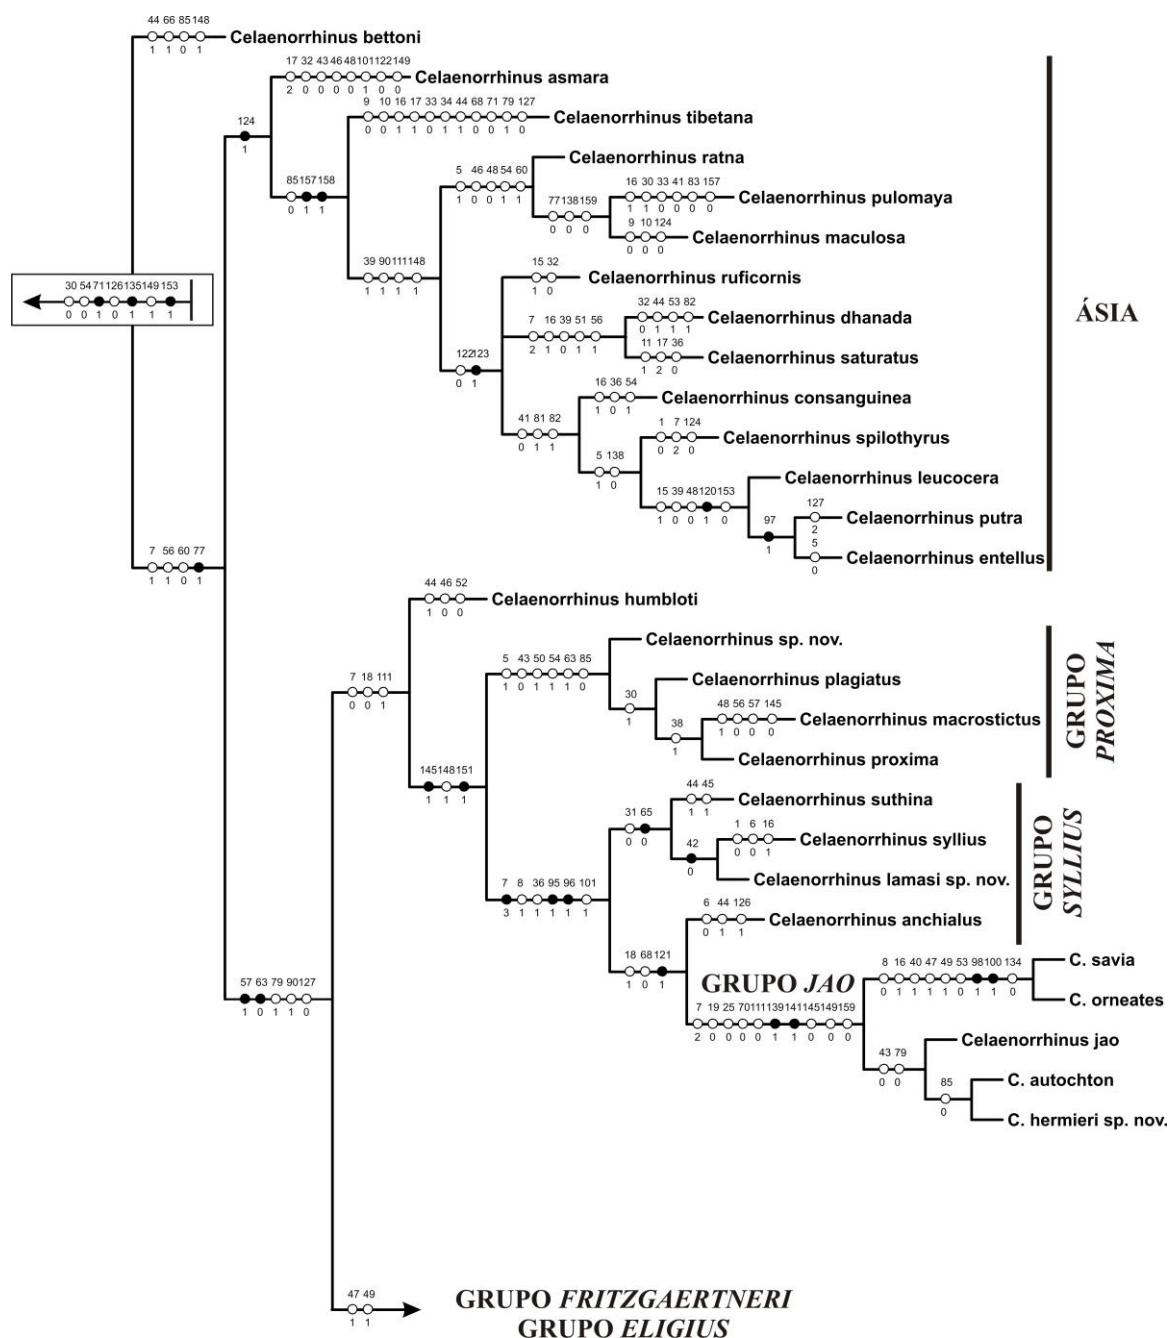 44 66 85 148
Celaenorrhinus bettoni
1 1 0 1
17 32 43 46 48 101 122 149
Celaenorrhinus asmara
2 0 0 0 0 1 0 0
9 10 16 17 33 34 44 68 71 79 127
124
Celaenorrhinus tibetana
1
0 0 1 1 0 1 1 0 0 1 0
Celaenorrhinus ratna
5 46 48 54 60
85 157 158
16 30 33 41 83 157
0 1 1
1 0 0 1 1
77 138 159
Celaenorrhinus pulomaya
1 1 0 0 0 0
0 0 0
9 10 124
Celaenorrhinus maculosa
0 0 0
39 90 111 148
1 1 1 1
15 32
Celaenorrhinus ruficornis
1 0
30 54 71 126 135 149 153
0 0 1 0 1 1 1
32 44 53 82
Celaenorrhinus dhanada
0 1 1 1
ÁSIA
7 16 39 51 56
2 1 0 1 1
11 17 36
Celaenorrhinus saturatus
1 2 0
122 123
0 1
16 36 54
Celaenorrhinus consanguinea
1 0 1
41 81 82
0 1 1
1 7 124
Celaenorrhinus spilothyrus
0 2 0
5 138
1 0
Celaenorrhinus leucocera
15 39 48 120 153
1 0 0 1 0
127
Celaenorrhinus putra
2
97
1
5
Celaenorrhinus entellus
0
7 56 60 77
1 1 0 1
44 46 52
Celaenorrhinus humbloti
1 0 0
Celaenorrhinus sp. nov.
5 43 50 54 63 85
1 0 1 1 1 0
Celaenorrhinus plagiatus
7 18 111
0 0 1
30
1
48 56 57 145
Celaenorrhinus macrostictus
1 0 0 0
38
1
Celaenorrhinus proxima
GRUPO
PROXIMA
145 148 151
1 1 1
44 45
Celaenorrhinus suthina
1 1
31 65
0 0
1 6 16
Celaenorrhinus syllius
0 0 1
42
0
Celaenorrhinus lamasi sp. nov.
GRUPO
SYLLIUS
7 8 36 95 96 101
3 1 1 1 1 1
6 44 126
Celaenorrhinus anchialus
0 1 1
18 68 121
1 0 1
8 16 40 47 49 53 98 100 134
C. savia
0 1 1 1 1 0 1 1 0
GRUPO JAO
C. orneates
57 63 79 90 127
1 0 1 1 0
7 19 25 70 111 139 141 145 149 159
2 0 0 0 0 1 1 0 0 0
Celaenorrhinus jao
43 79
0 0
C. autochton
85
0
C. hermieri sp. nov.
47 49
1 1
GRUPO FRITZGAERTNERI
GRUPO ELIGIUS